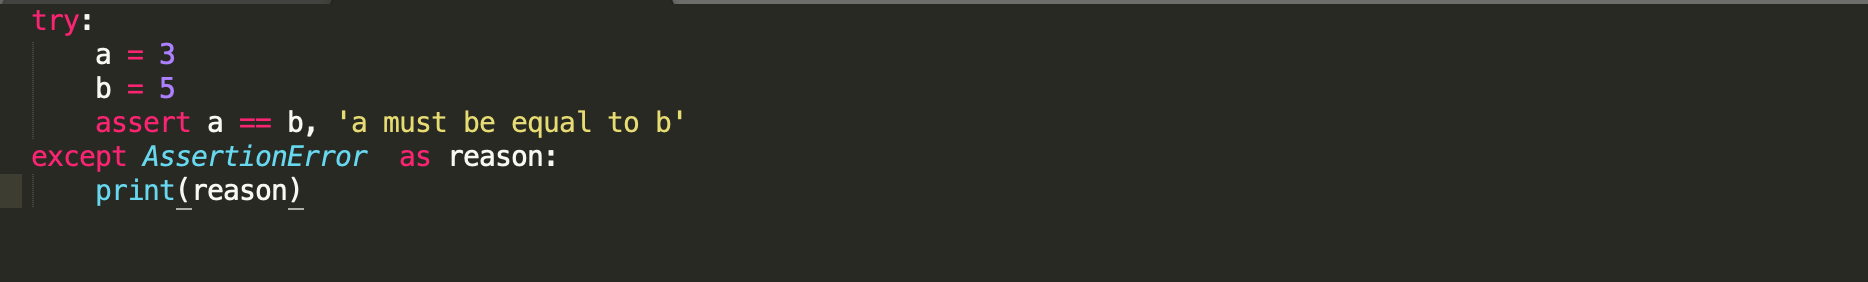 try:
    a = 3
    b = 5
    assert a == b, 'a must be equal to b'
except AssertionError  as reason:
    print(reason)